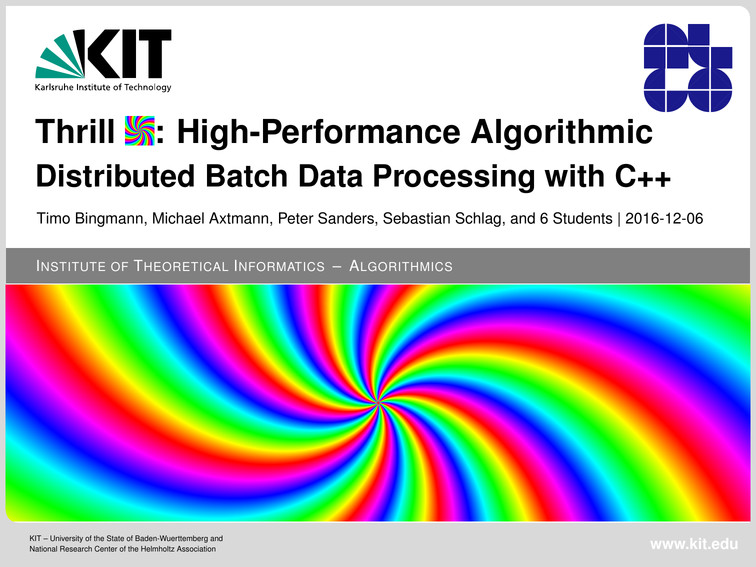 KIT
Karlsruhe Institute of Technology
Thrill : High-Performance Algorithmic
Distributed Batch Data Processing with C++
Timo Bingmann, Michael Axtmann, Peter Sanders, Sebastian Schlag, and 6 Students | 2016-12-06
INSTITUTE OF THEORETICAL INFORMATICS – ALGORITHMICS
KIT – University of the State of Baden-Wuerttemberg and
National Research Center of the Helmholtz Association
www.kit.edu